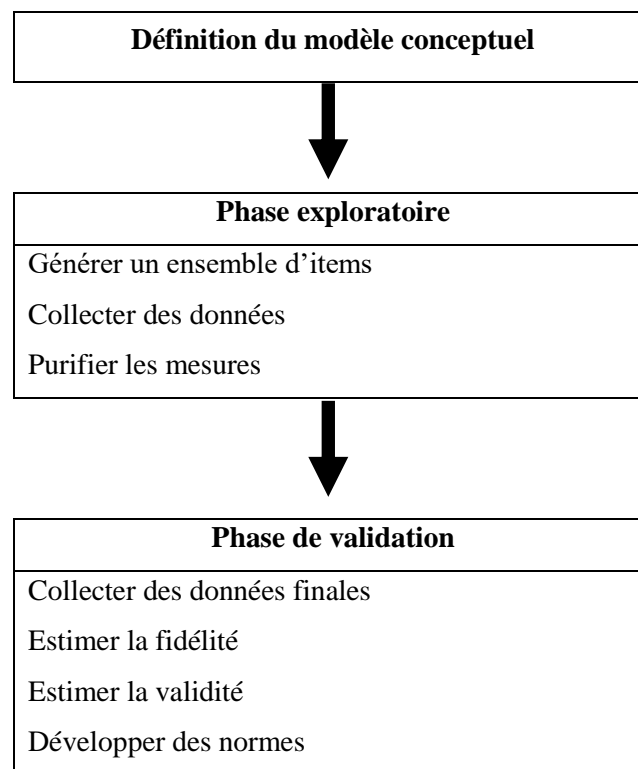 Définition du modèle conceptuel
Phase exploratoire
Générer un ensemble d’items
Collecter des données
Purifier les mesures
Phase de validation
Collecter des données finales
Estimer la fidélité
Estimer la validité
Développer des normes